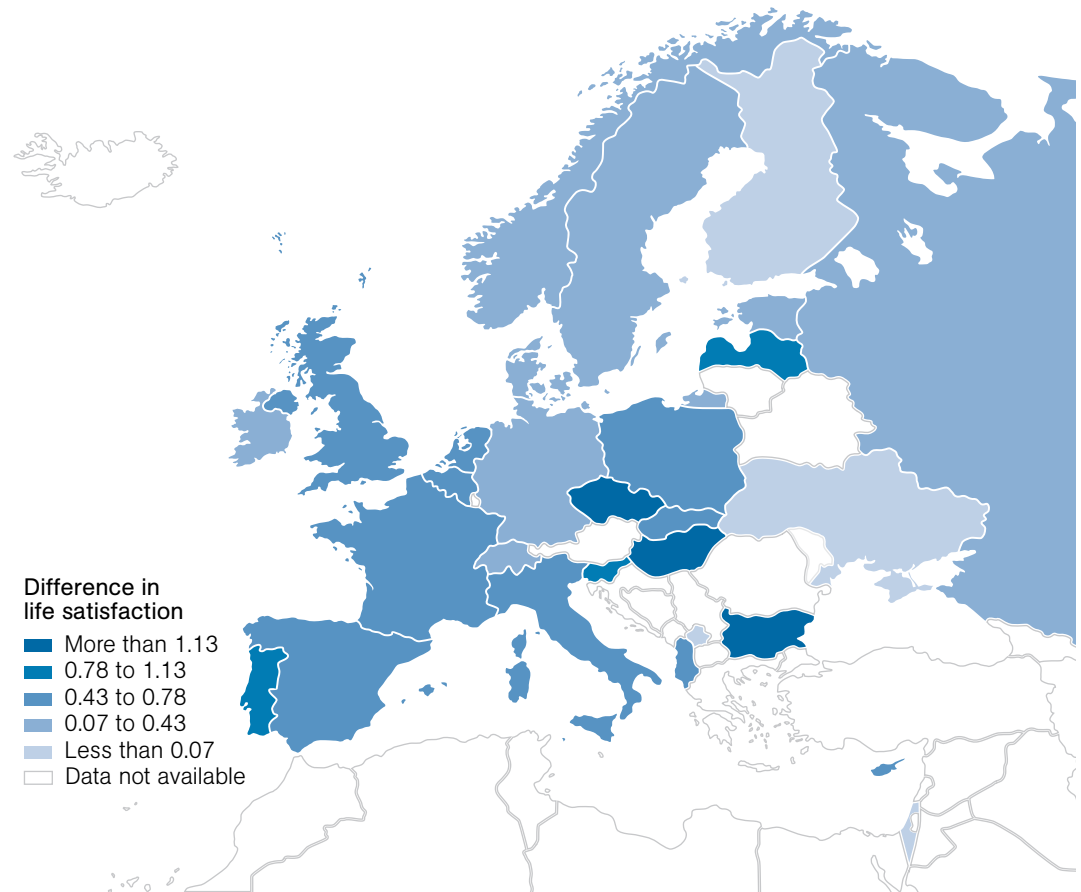 Difference in
life satisfaction
More than 1.13
0.78 to 1.13
0.43 to 0.78
0.07 to 0.43
Less than 0.07
Data not available